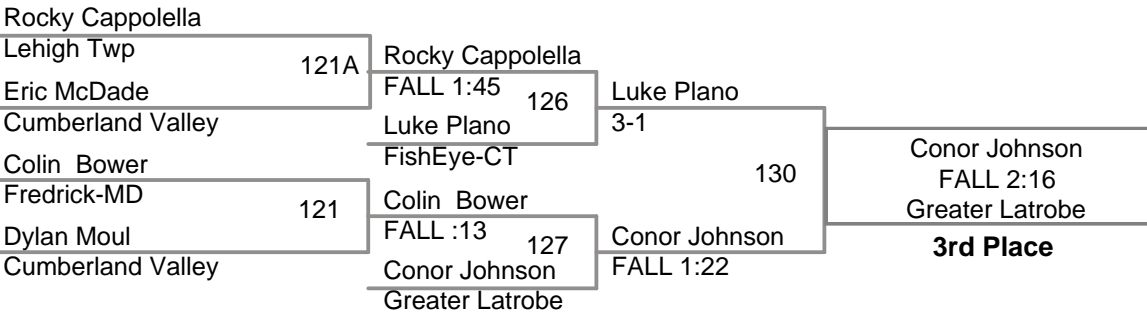 Rocky Cappolella
Lehigh Twp
121A
Eric McDade
Cumberland Valley
Colin  Bower
Fredrick-MD
121
Dylan Moul
Cumberland Valley
Rocky Cappolella
FALL 1:45
126
Luke Plano
FishEye-CT
Colin  Bower
FALL :13
127
Conor Johnson
Greater Latrobe
Luke Plano
3-1
130
Conor Johnson
FALL 1:22
Conor Johnson
FALL 2:16
Greater Latrobe
3rd Place